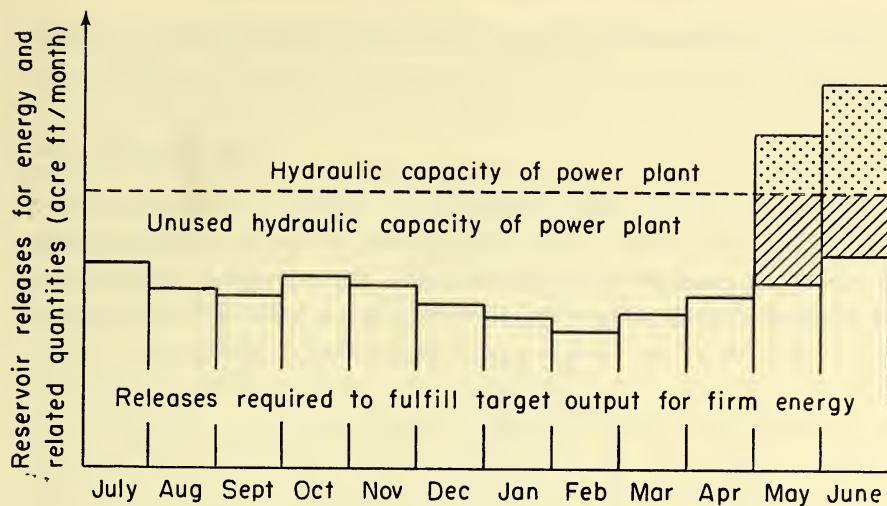 Reservoir releases for energy and
related quantities (acre ft/month)
Hydraulic capacity of power plant
Unused hydraulic capacity of power plant
Releases required to fulfill target output for firm energy
July Aug Sept Oct Nov Dec Jan Feb Mar Apr May June